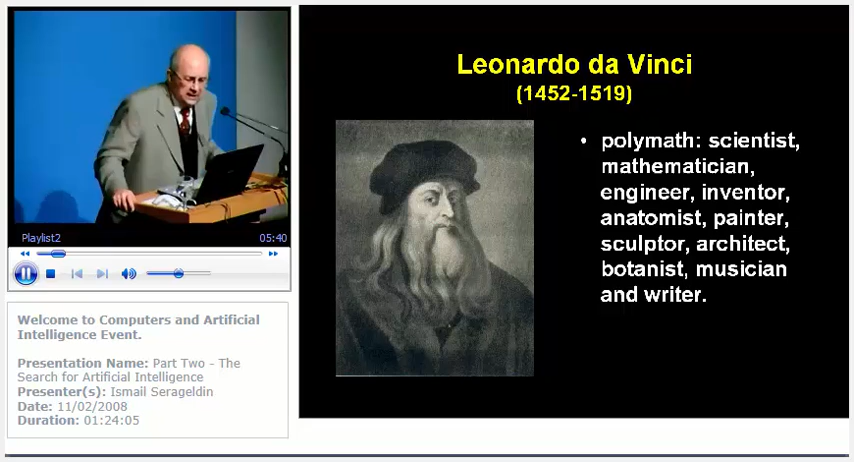 Playlist2 05:40
Welcome to Computers and Artificial
Intelligence Event.
Presentation Name: Part Two - The
Search for Artificial Intelligence
Presenter(s): Ismail Serageldin
Date: 11/02/2008
Duration: 01:24:05
Leonardo da Vinci
(1452-1519)
• polymath: scientist,
mathematician,
engineer, inventor,
anatomist, painter,
sculptor, architect,
botanist, musician
and writer.